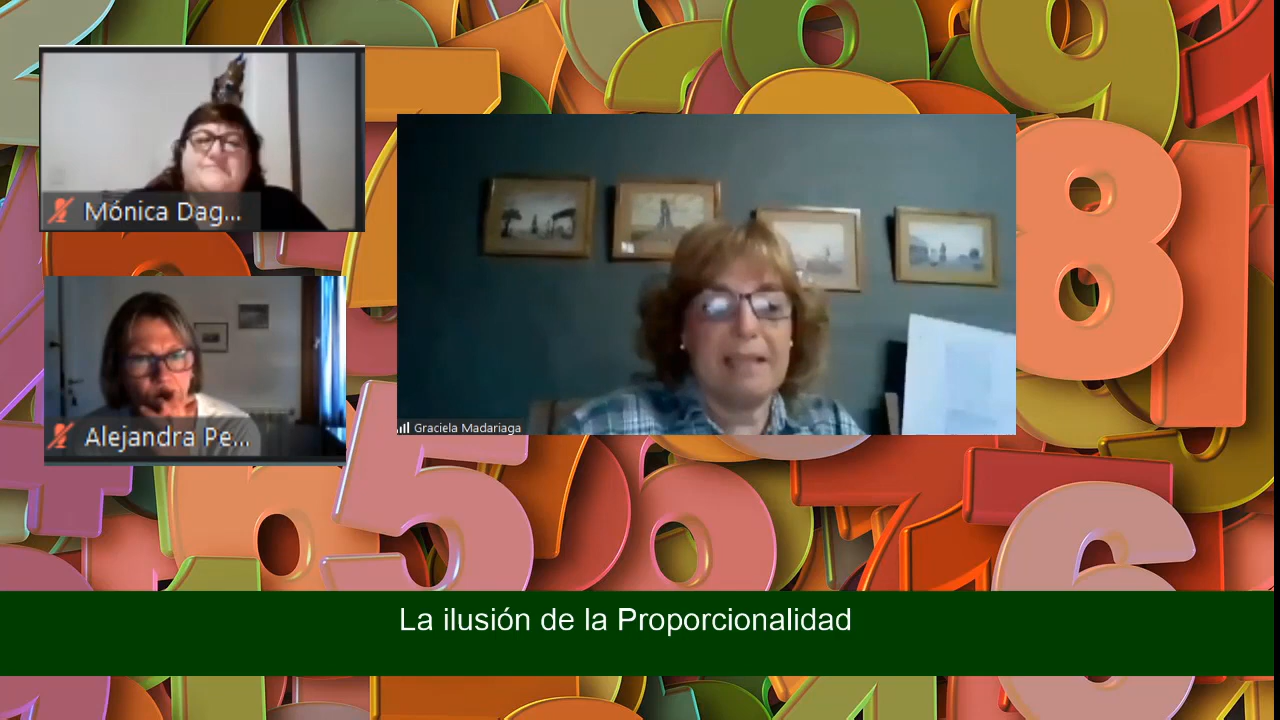 Mónica Dag...
Alejandra Pe...
Graciela Madariaga
La ilusión de la Proporcionalidad